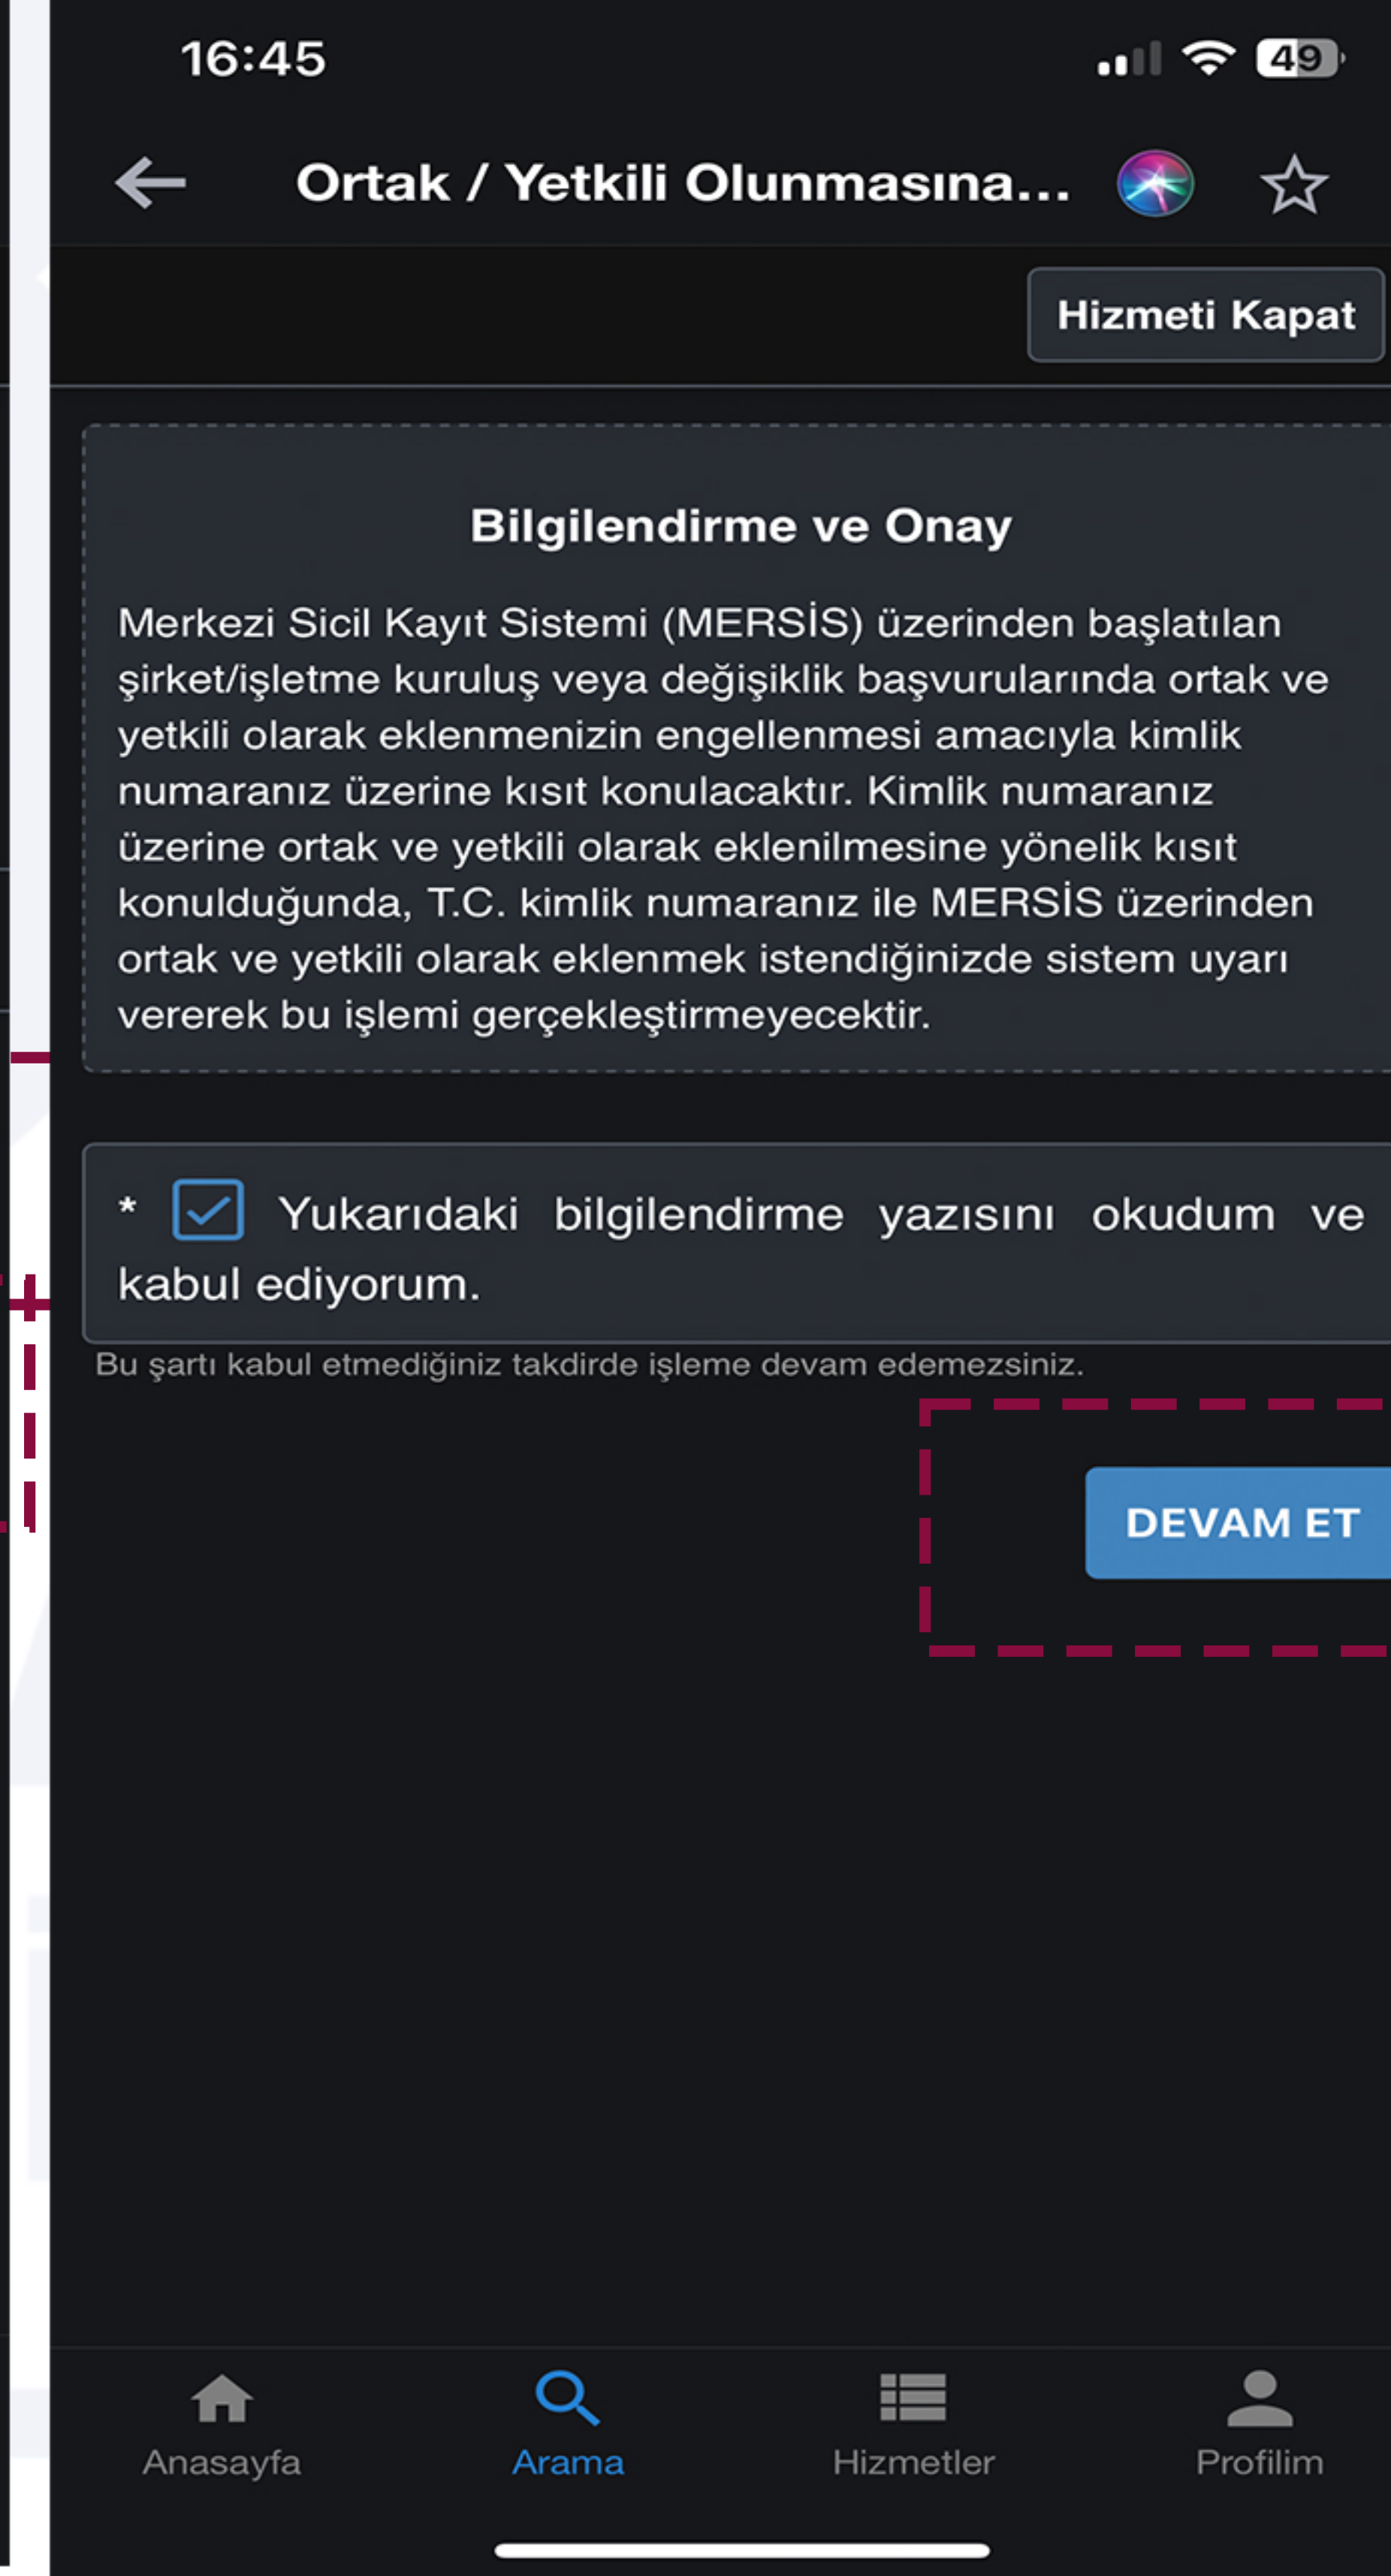 16:45
49
Ortak / Yetkili Olunmasına...
Hizmeti Kapat
Bilgilendirme ve Onay
Merkezi Sicil Kayıt Sistemi (MERSİS) üzerinden başlatılan
şirket/işletme kuruluş veya değişiklik başvurularında ortak ve
yetkili olarak eklenmenizin engellenmesi amacıyla kimlik
numaranız üzerine kısıt konulacaktır. Kimlik numaranız
üzerine ortak ve yetkili olarak eklenilmesine yönelik kısıt
konulduğunda, T.C. kimlik numaranız ile MERSİS üzerinden
ortak ve yetkili olarak eklenmek istendiğinizde sistem uyarı
vererek bu işlemi gerçekleştirmeyecektir.
* Yukarıdaki bilgilendirme yazısını okudum ve
kabul ediyorum.
Bu şartı kabul etmediğiniz takdirde işleme devam edemezsiniz.
DEVAM ET
Anasayfa
Arama
Hizmetler
Profilim